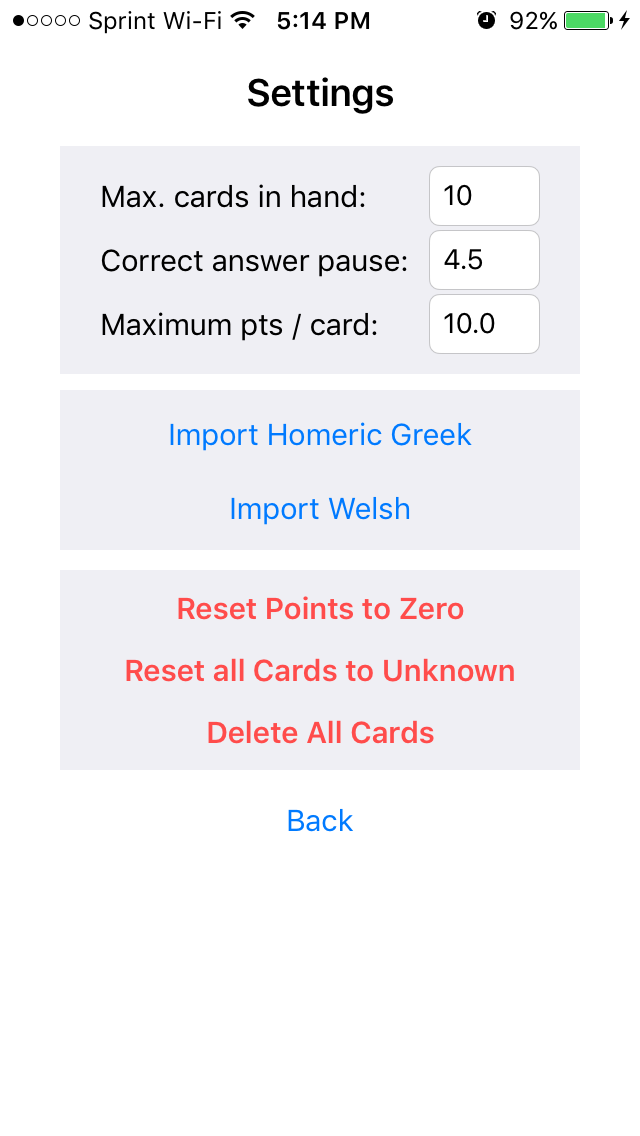 Sprint Wi-Fi 5:14 PM 92%
Settings
Max. cards in hand: 10
Correct answer pause: 4.5
Maximum pts / card: 10.0
Import Homeric Greek
Import Welsh
Reset Points to Zero
Reset all Cards to Unknown
Delete All Cards
Back